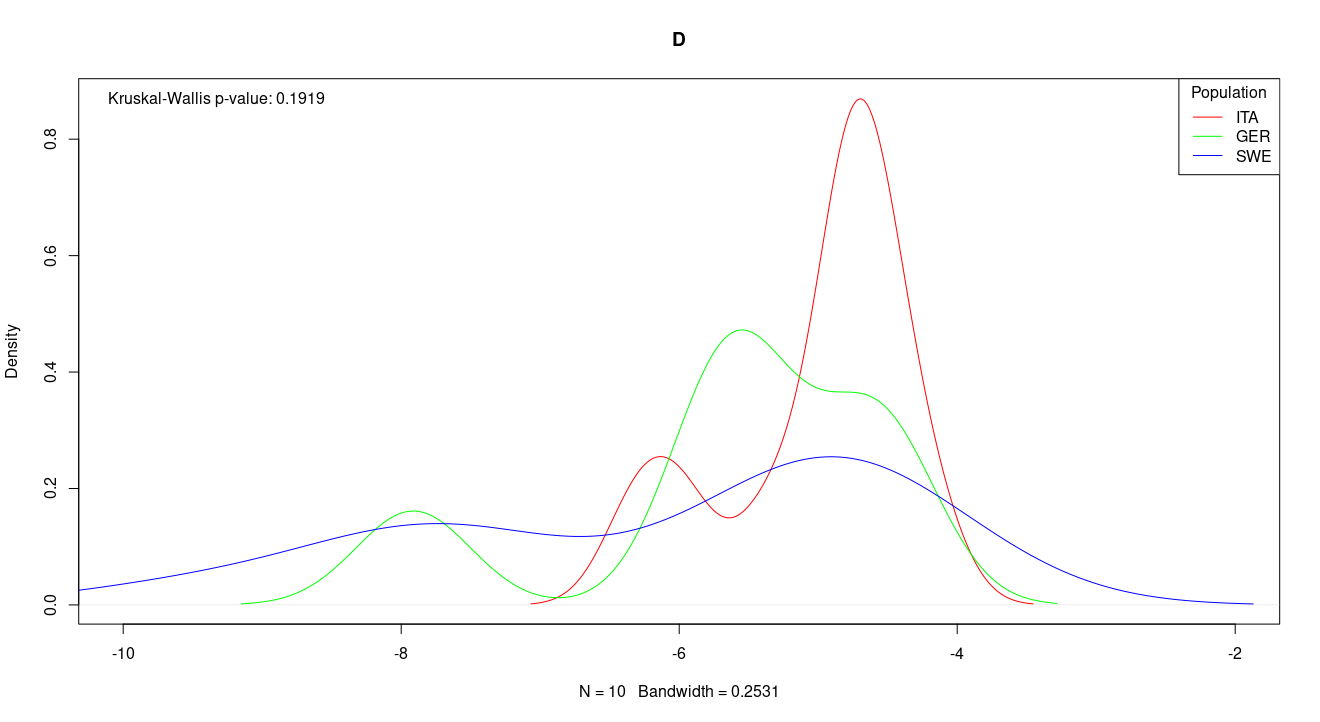 D
Kruskal-Wallis p-value: 0.1919
Population
ITA
GER
SWE
Density
0.8
0.6
0.4
0.2
0.0
-10 -8 -6 -4 -2
N = 10 Bandwidth = 0.2531